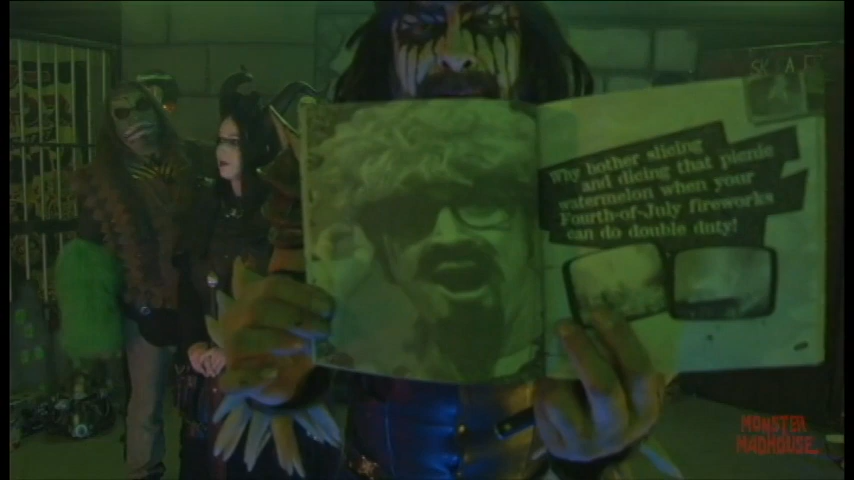 Why bother slicing
and dicing that picnic
watermelon when your
Fourth-of-July fireworks
can do double duty!
MONSTER
MADHOUSE